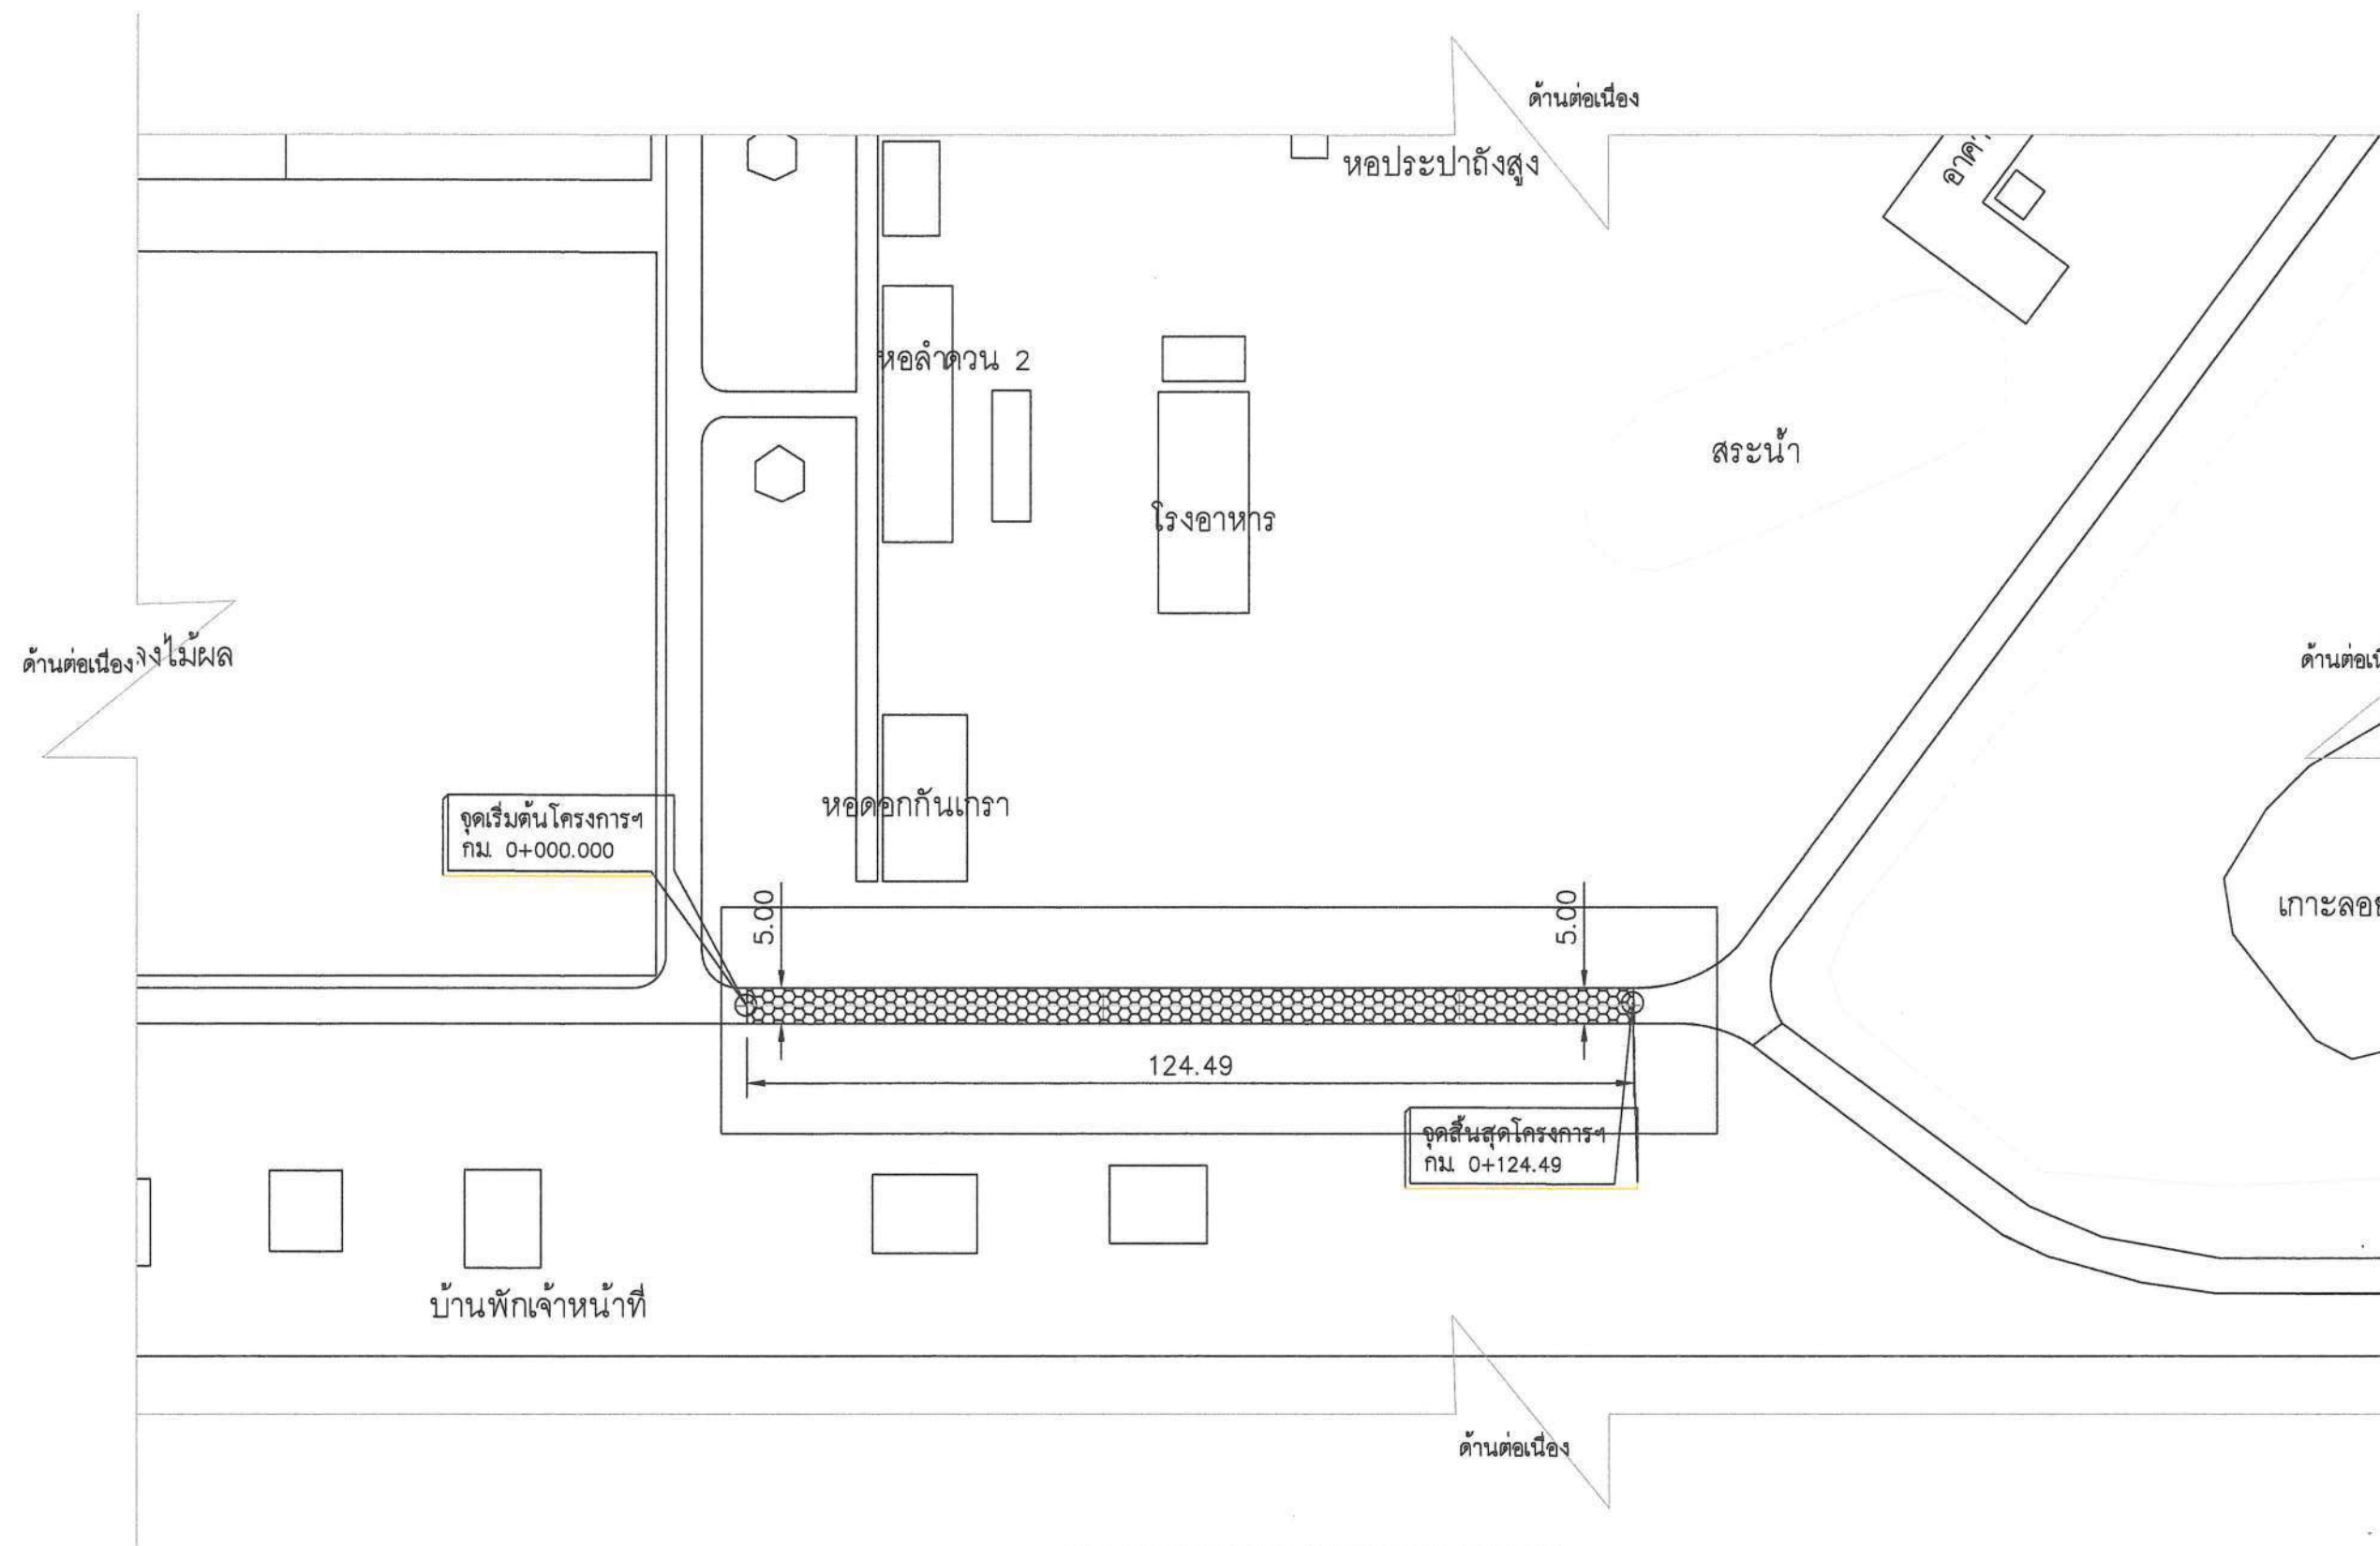 ด้านต่อเนื่อง
หอประปาถังสูง
หอลำดวน 2
สระน้ำ
โรงอาหาร
ด้านต่อเนื่อง
งไม้ผล
หอดอกกันเกรา
จุดเริ่มต้นโครงการฯ
กม. 0+000.000
5.00
5.00
124.49
จุดสิ้นสุดโครงการฯ
กม. 0+124.49
บ้านพักเจ้าหน้าที่
ด้านต่อเนื่อง